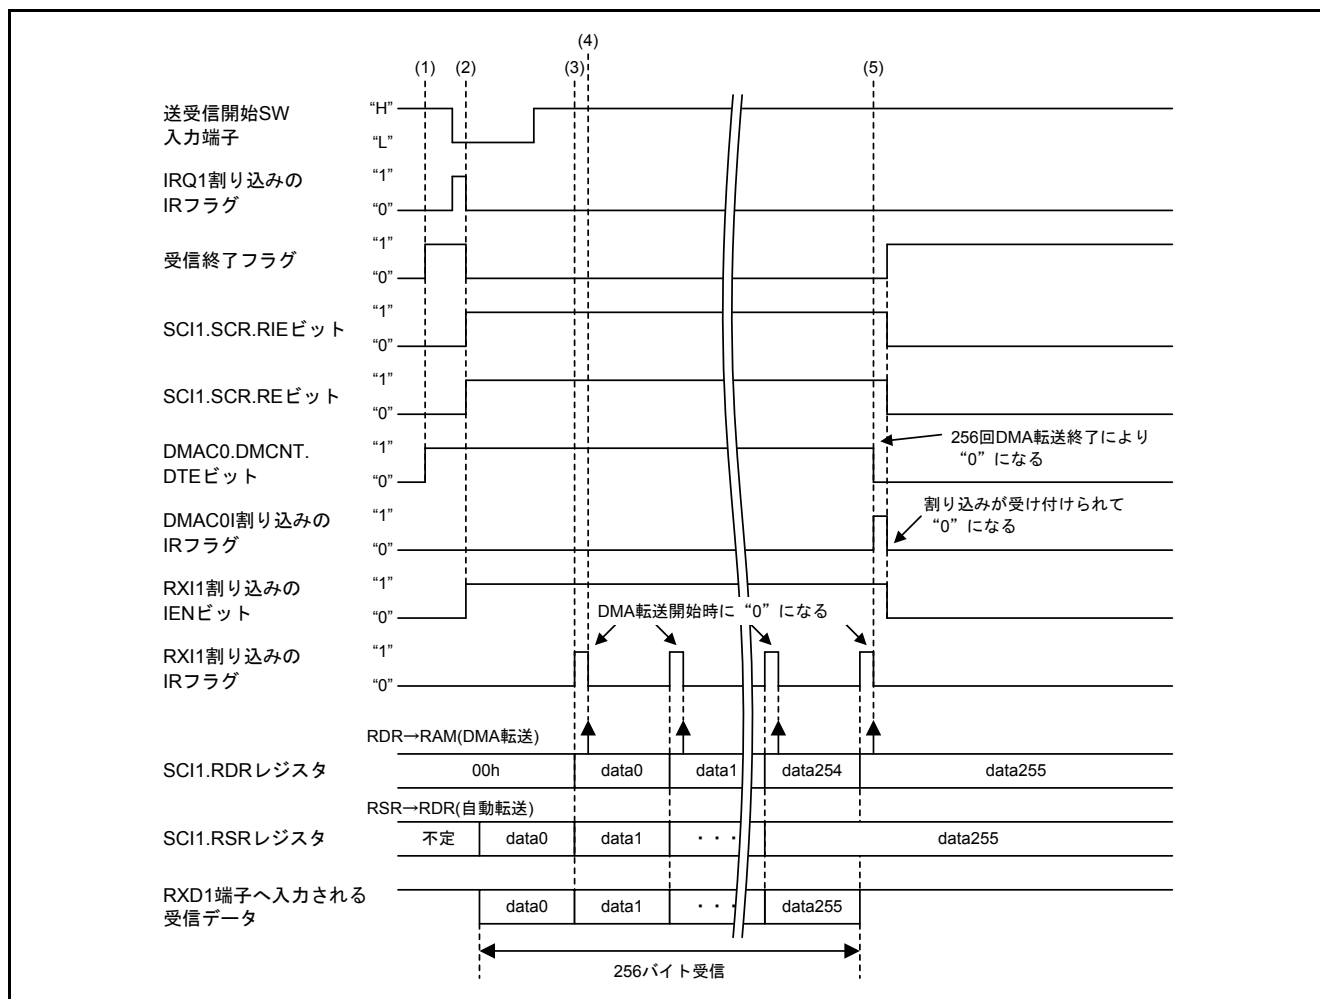 (4)
(1) (2) (3) (5)
送受信開始SW
入力端子
“H”
“L”
IRQ1割り込みの
IRフラグ
“1”
“0”
受信終了フラグ
“1”
“0”
SCI1.SCR.RIEビット
“1”
“0”
SCI1.SCR.REビット
“1”
“0”
DMAC0.DMCNT.
DTEビット
“1”
“0”
256回DMA転送終了により
“0”になる
DMAC0I割り込みの
IRフラグ
“1”
“0”
割り込みが受け付けられて
“0”になる
RXI1割り込みの
IENビット
“1”
“0”
DMA転送開始時に“0”になる
RXI1割り込みの
IRフラグ
“1”
“0”
RDR→RAM(DMA転送)
SCI1.RDRレジスタ
00h data0 data1 data254 data255
RSR→RDR(自動転送)
SCI1.RSRレジスタ
不定 data0 data1 ・・・ data255
RXD1端子へ入力される
受信データ
data0 data1 ・・・ data255
256バイト受信